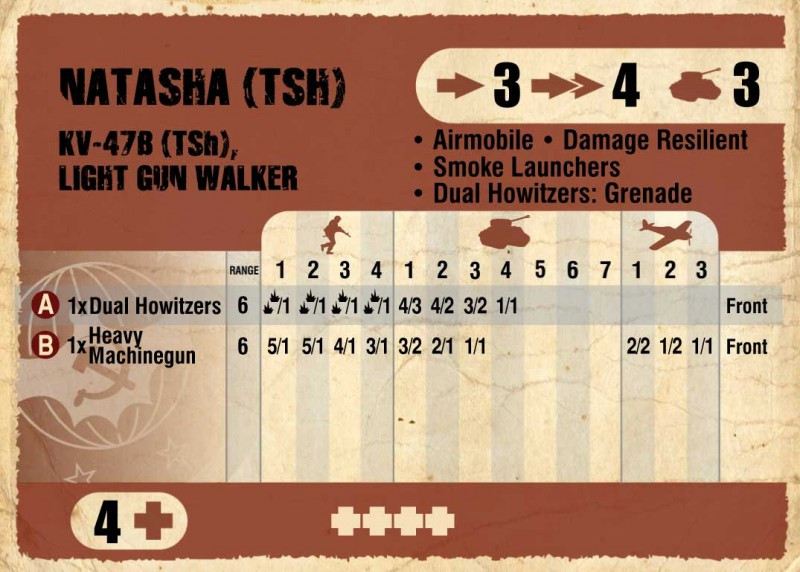 NATASHA (TSH)
3 4 3
KV-47B (TSh),
LIGHT GUN WALKER
• Airmobile • Damage Resilient
• Smoke Launchers
• Dual Howitzers: Grenade
RANGE 1 2 3 4 1 2 3 4 5 6 7 1 2 3
A 1x Dual Howitzers 6 /1 /1 /1 /1 4/3 4/2 3/2 1/1 Front
B 1x Heavy Machinegun 6 5/1 5/1 4/1 3/1 3/2 2/1 1/1 2/2 1/2 1/1 Front
4